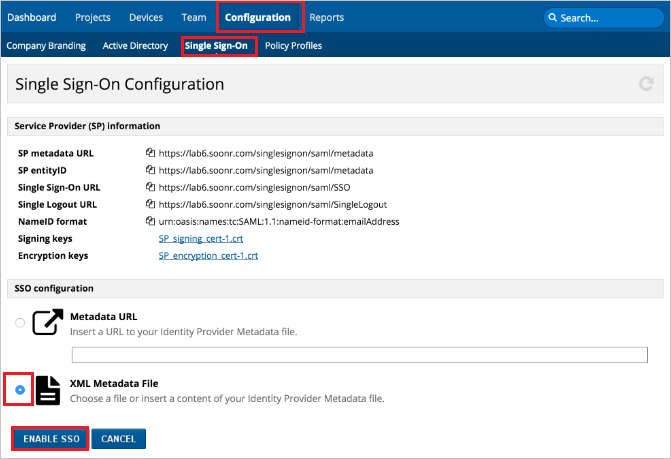 Dashboard Projects Devices Team Configuration Reports Search...
Company Branding Active Directory Single Sign-On Policy Profiles
Single Sign-On Configuration
Service Provider (SP) information
SP metadata URL https://lab6.soonr.com/singlesignon/saml/metadata
SP entityID https://lab6.soonr.com/singlesignon/saml/metadata
Single Sign-On URL https://lab6.soonr.com/singlesignon/saml/SSO
Single Logout URL https://lab6.soonr.com/singlesignon/saml/SingleLogout
NameID format urn:oasis:names:tc:SAML:1.1:nameid-format:emailAddress
Signing keys SP_signing_cert-1.crt
Encryption keys SP_encryption_cert-1.crt
SSO configuration
Metadata URL
Insert a URL to your Identity Provider Metadata file.
XML Metadata File
Choose a file or insert a content of your Identity Provider Metadata file.
ENABLE SSO CANCEL